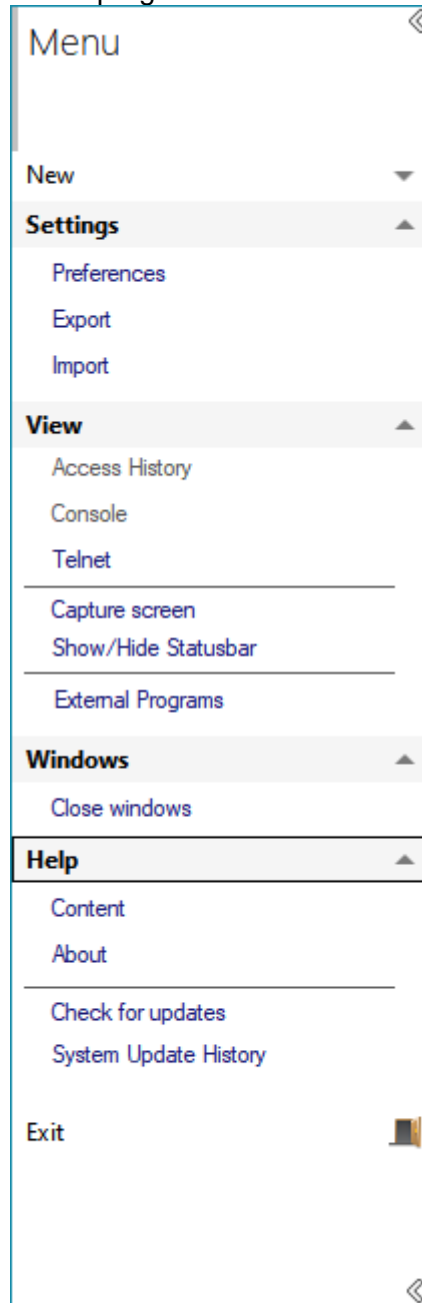 Menu
New
Settings
Preferences
Export
Import
View
Access History
Console
Telnet
Capture screen
Show/Hide Statusbar
External Programs
Windows
Close windows
Help
Content
About
Check for updates
System Update History
Exit